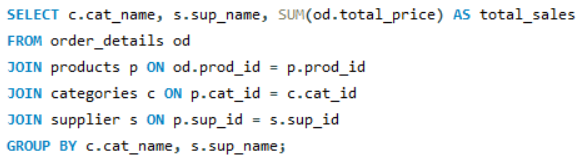 SELECT c.cat_name, s.sup_name, SUM(od.total_price) AS total_sales
FROM order_details od
JOIN products p ON od.prod_id = p.prod_id
JOIN categories c ON p.cat_id = c.cat_id
JOIN supplier s ON p.sup_id = s.sup_id
GROUP BY c.cat_name, s.sup_name;